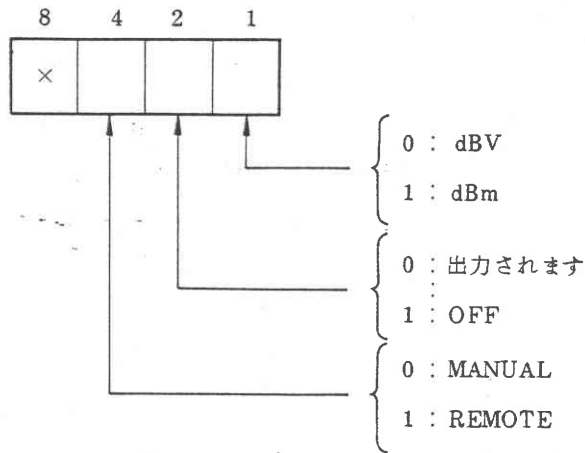 8 4 2 1
×
0 : dBV
1 : dBm
0 : 出力されます
1 : OFF
0 : MANUAL
1 : REMOTE